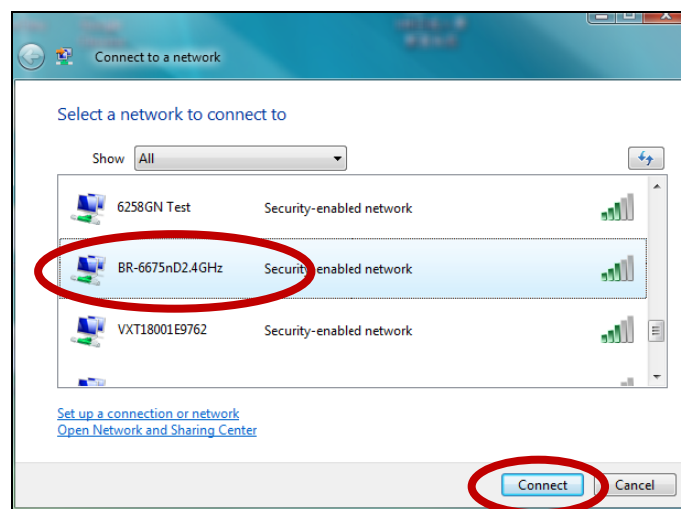 Connect to a network
Select a network to connect to
Show All
6258GN Test Security-enabled network
BR-6675nD2.4GHz Security-enabled network
VXT18001E9762 Security-enabled network
Set up a connection or network
Open Network and Sharing Center
Connect Cancel